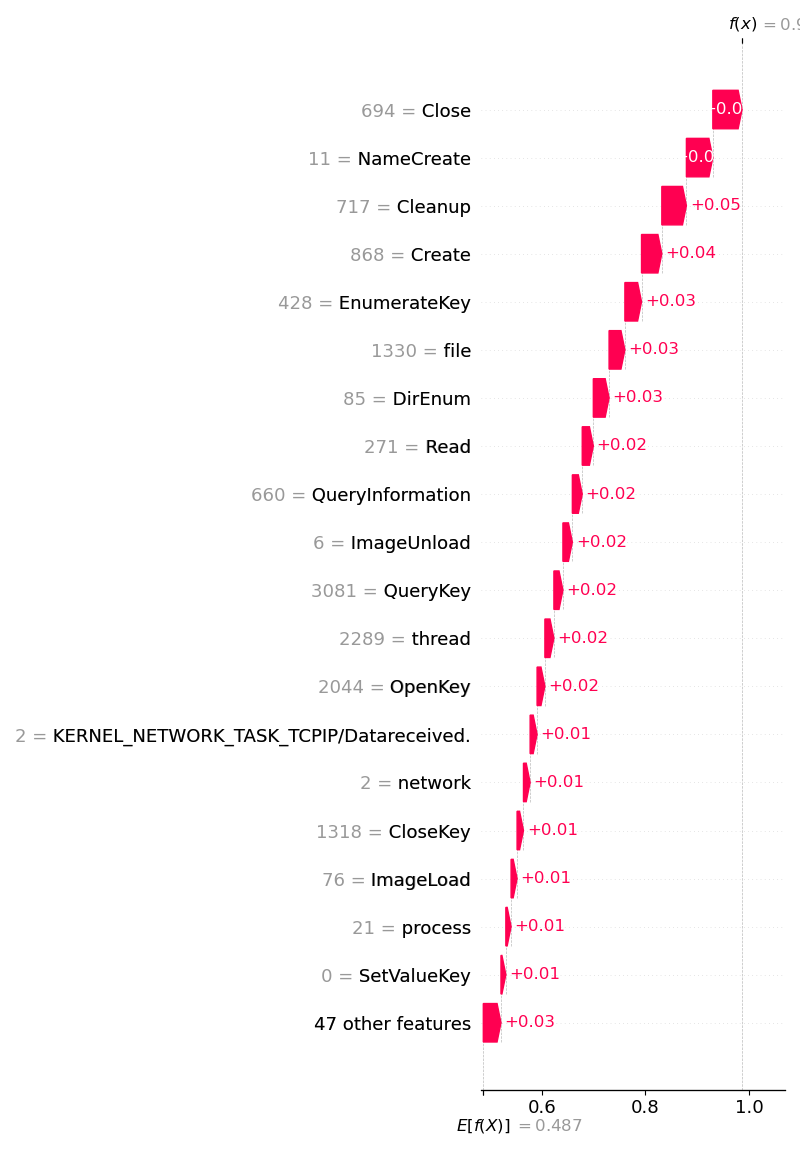 f(x) = 0.9
694 = Close
-0.0
11 = NameCreate
+0.0
717 = Cleanup
+0.05
868 = Create
+0.04
428 = EnumerateKey
+0.03
1330 = file
+0.03
85 = DirEnum
+0.03
271 = Read
+0.02
660 = QueryInformation
+0.02
6 = ImageUnload
+0.02
3081 = QueryKey
+0.02
2289 = thread
+0.02
2044 = OpenKey
+0.02
2 = KERNEL_NETWORK_TASK_TCPIP/Datareceived.
+0.01
2 = network
+0.01
1318 = CloseKey
+0.01
76 = ImageLoad
+0.01
21 = process
+0.01
0 = SetValueKey
+0.01
47 other features
+0.03
0.6 0.8 1.0
E[f(X)] = 0.487